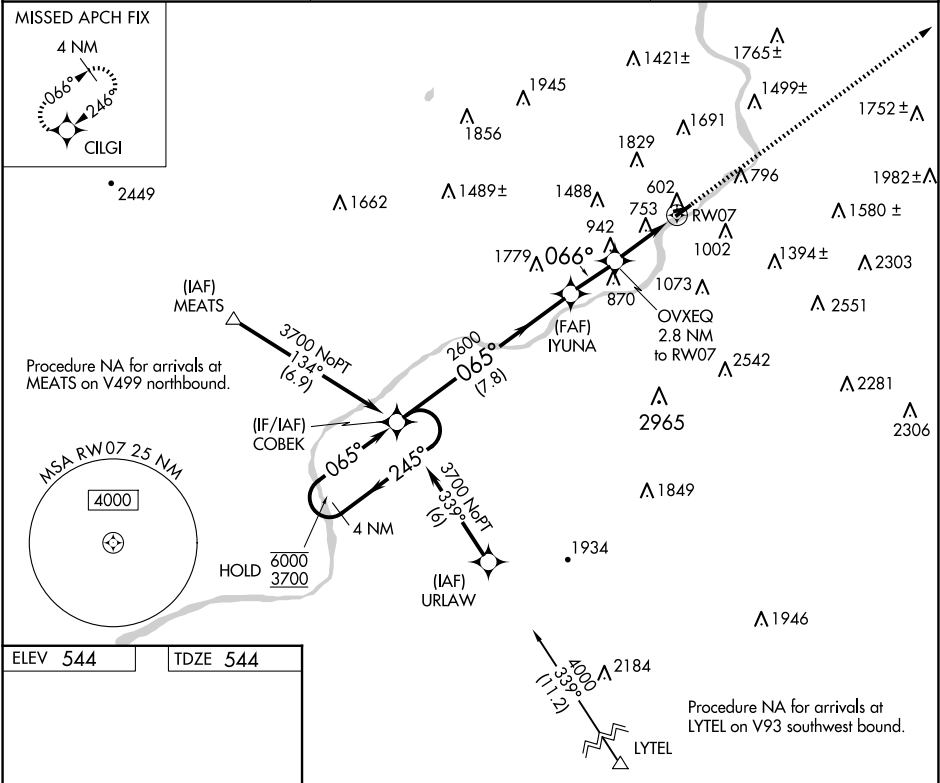 MISSED APCH FIX
4 NM
066°
246°
CILGI
2449
1856
1945
1421±
1765±
1499±
1691
1752 ±
1829
1662
1489±
1488
602
796
1982±
RW07
753
942
1002
1580 ±
1779
066°
870
1073
1394±
2303
(FAF)
IYUNA
OVXEQ
2.8 NM
to RW07
2551
(IAF)
MEATS
3700 NoPT
134°
(6.9)
Procedure NA for arrivals at
MEATS on V499 northbound.
2600
065°
(7.8)
2542
2965
2281
2306
(IF/IAF)
COBEK
065°
245°
4 NM
HOLD 6000
3700
3700 NoPT
339°
(6)
(IAF)
URLAW
1849
1934
MSA RW07 25 NM
4000
1946
ELEV 544
TDZE 544
4000
339°
(11.2)
2184
LYTEL
Procedure NA for arrivals at
LYTEL on V93 southwest bound.